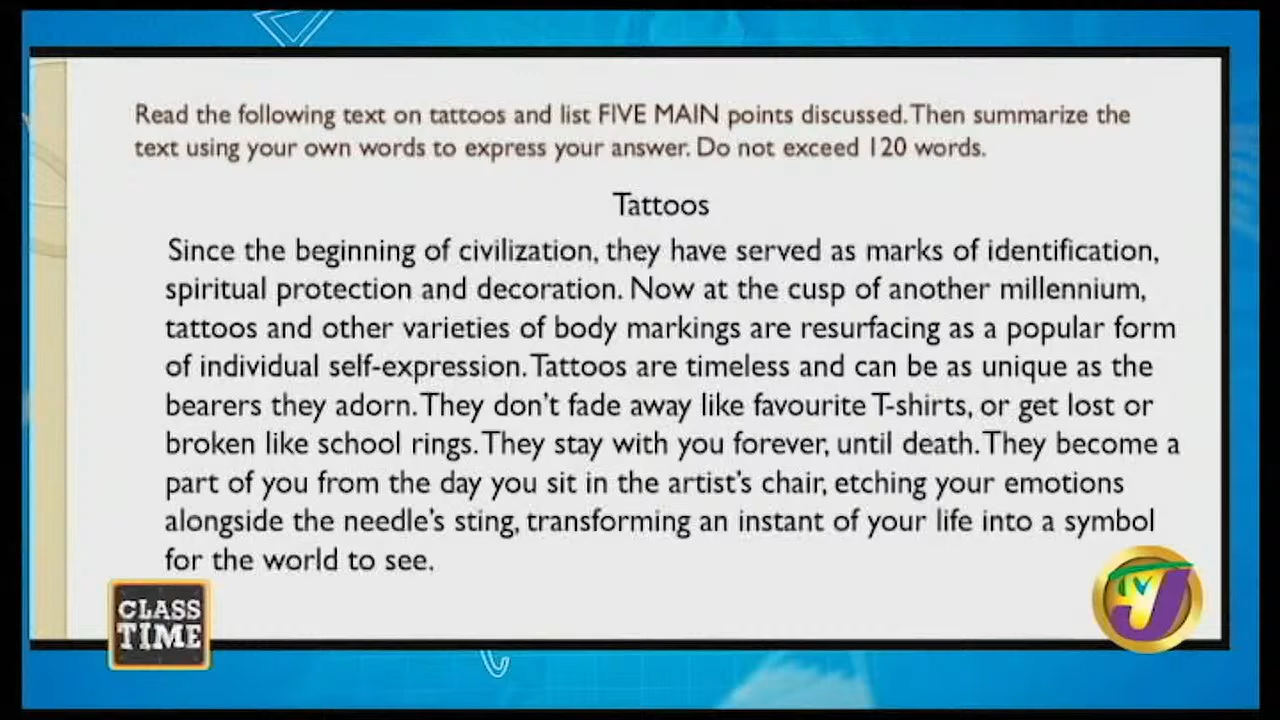 Read the following text on tattoos and list FIVE MAIN points discussed. Then summarize the
text using your own words to express your answer. Do not exceed 120 words.
Tattoos
Since the beginning of civilization, they have served as marks of identification,
spiritual protection and decoration. Now at the cusp of another millennium,
tattoos and other varieties of body markings are resurfacing as a popular form
of individual self-expression. Tattoos are timeless and can be as unique as the
bearers they adorn. They don't fade away like favourite T-shirts, or get lost or
broken like school rings. They stay with you forever, until death. They become a
part of you from the day you sit in the artist's chair, etching your emotions
alongside the needle's sting, transforming an instant of your life into a symbol
for the world to see.
CLASS
TIME
TVJ